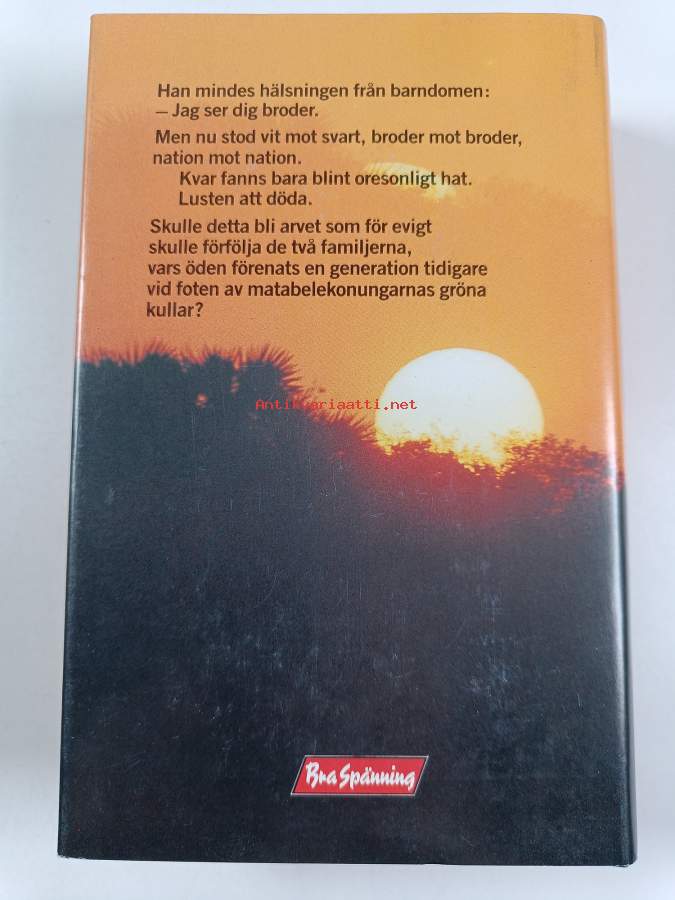 Han mindes hälsningen från barndomen:
– Jag ser dig broder.
Men nu stod vit mot svart, broder mot broder,
nation mot nation.
Kvar fanns bara blint oresonligt hat.
Lusten att döda.
Skulle detta bli arvet som för evigt
skulle förfölja de två familjerna,
vars öden förenats en generation tidigare
vid foten av matabelekonungarnas gröna
kullar?
Antikvariaatti.net
Bra Spänning